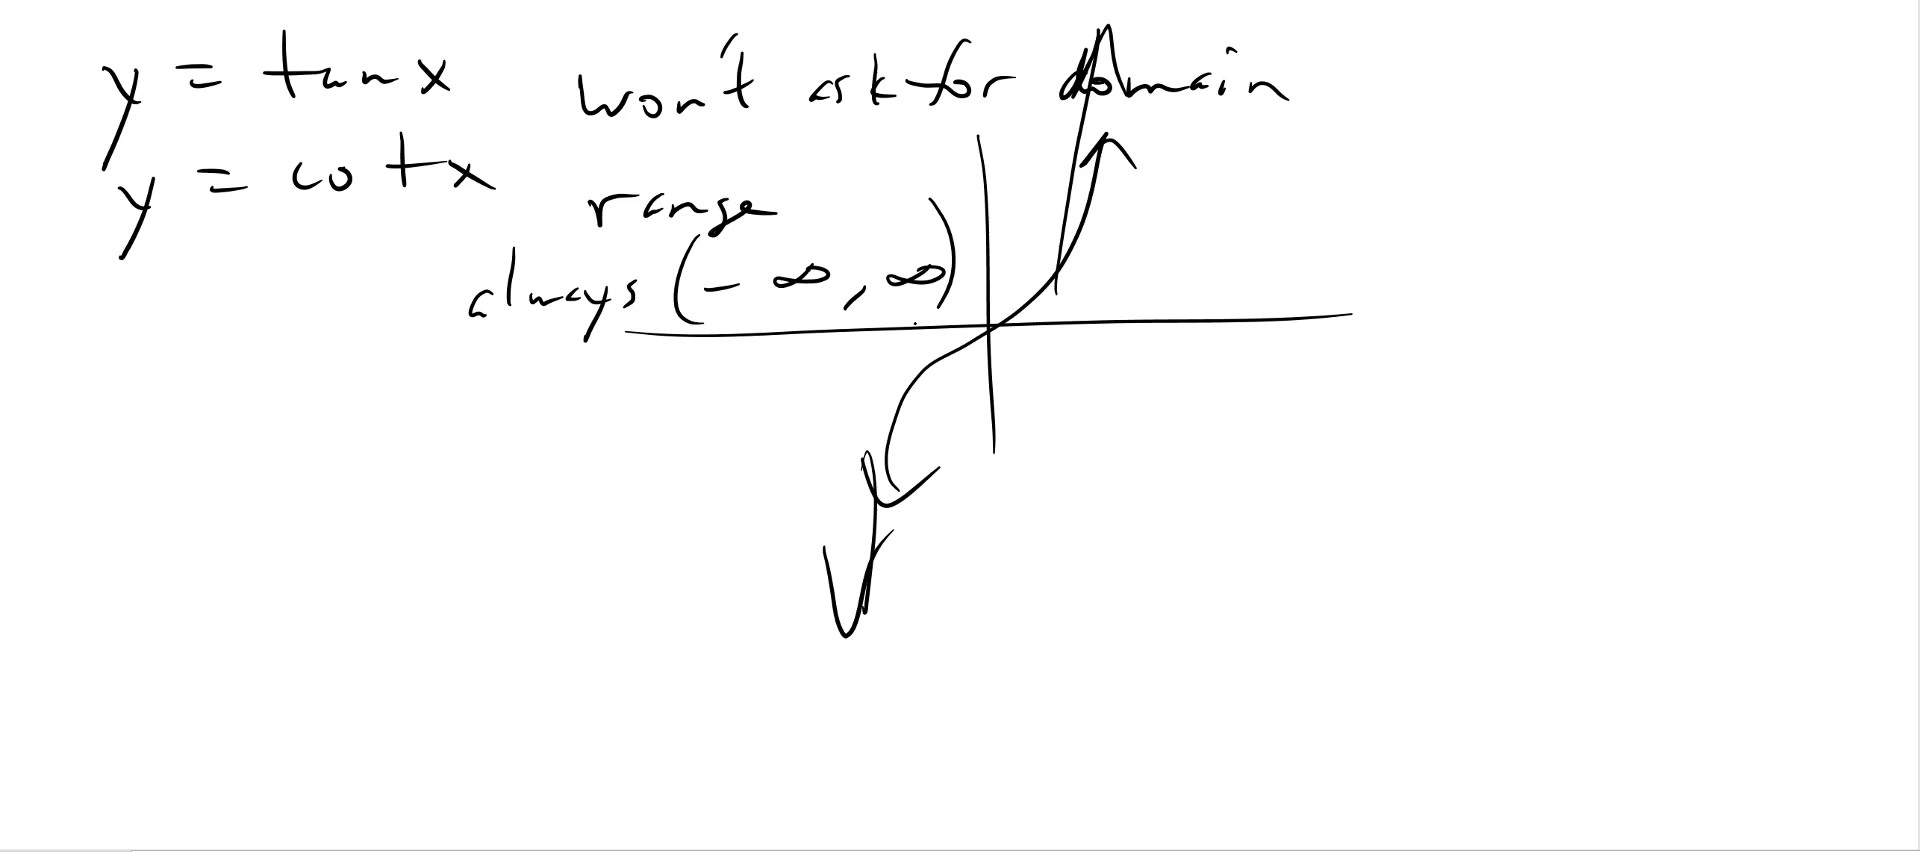 y = tan x won't ask for domain
y = cot x
range
always (-∞, ∞)